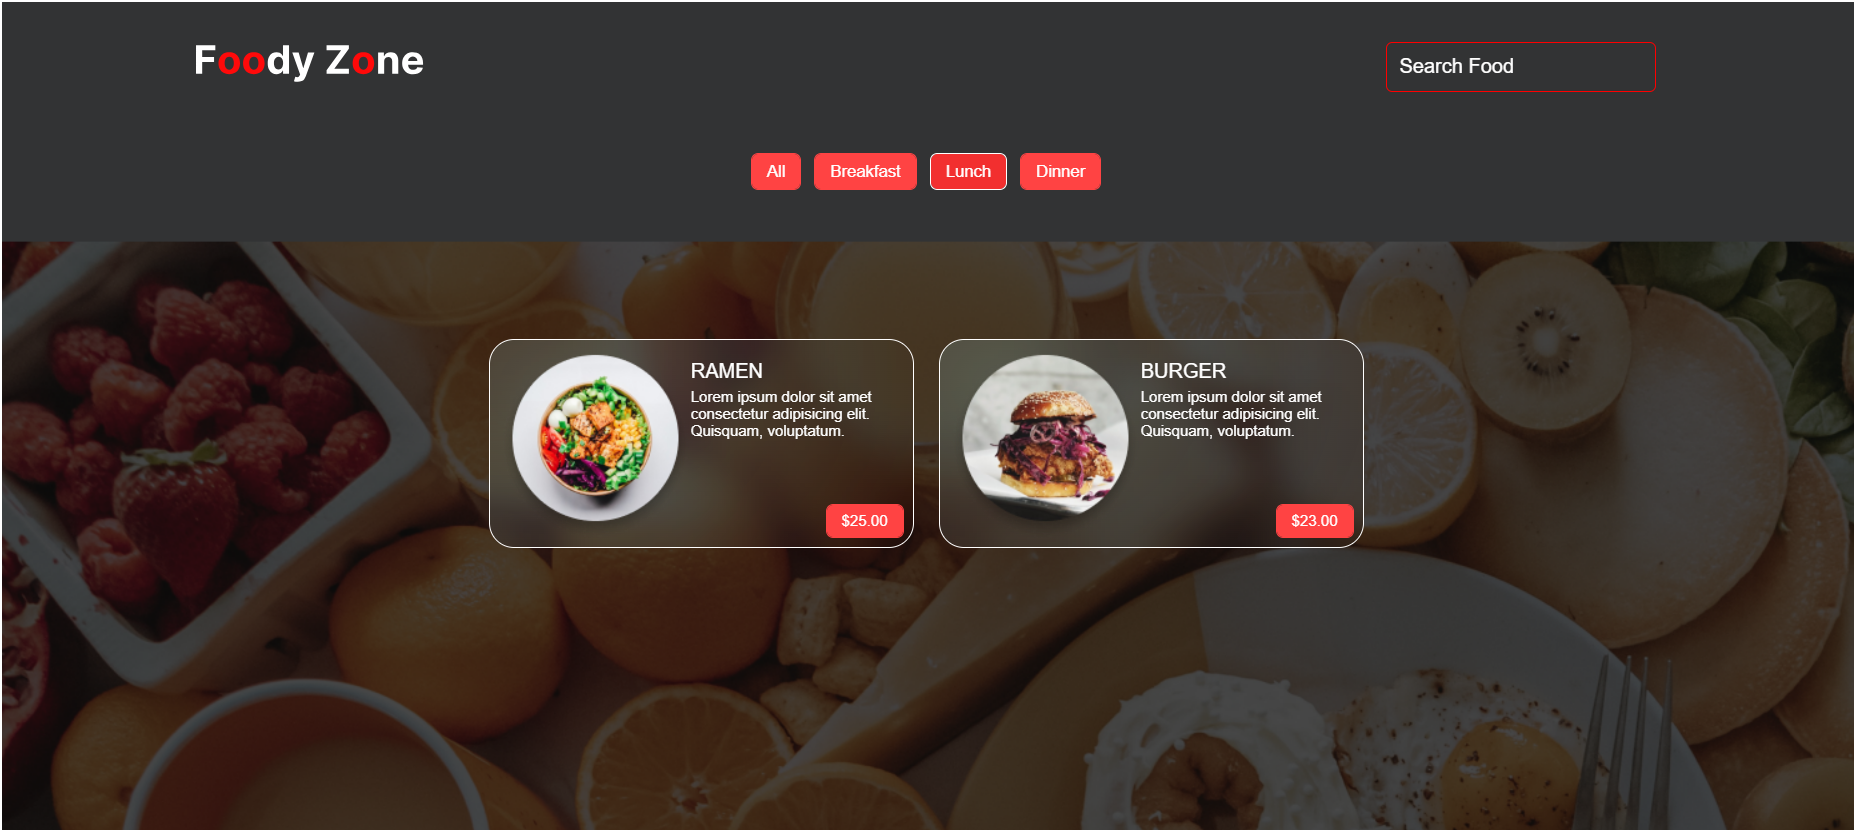 Foody Zone
Search Food
All
Breakfast
Lunch
Dinner
RAMEN
Lorem ipsum dolor sit amet
consectetur adipisicing elit.
Quisquam, voluptatum.
$25.00
BURGER
Lorem ipsum dolor sit amet
consectetur adipisicing elit.
Quisquam, voluptatum.
$23.00